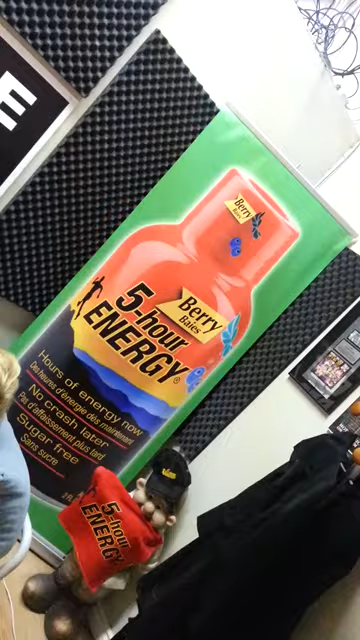 E
Berry
Baies
Berry
Baies
5-hour
ENERGY®
Hours of energy now
Des heures d'énergie dès maintenant
No crash later
Pas d'affaissement plus tard
Sugar free
Sans sucre
5-hour
ENERGY